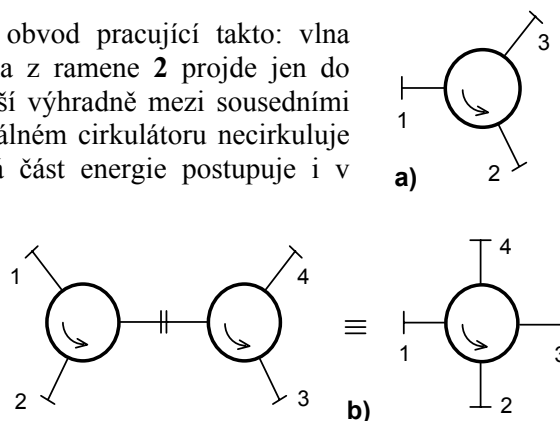 obvod pracující takto: vlna
a z ramene 2 projde jen do
ší výhradně mezi sousedními
álném cirkulátoru necirkuluje
část energie postupuje i v
3
1
2
a)
1
2
4
3
≡
4
1
3
2
b)